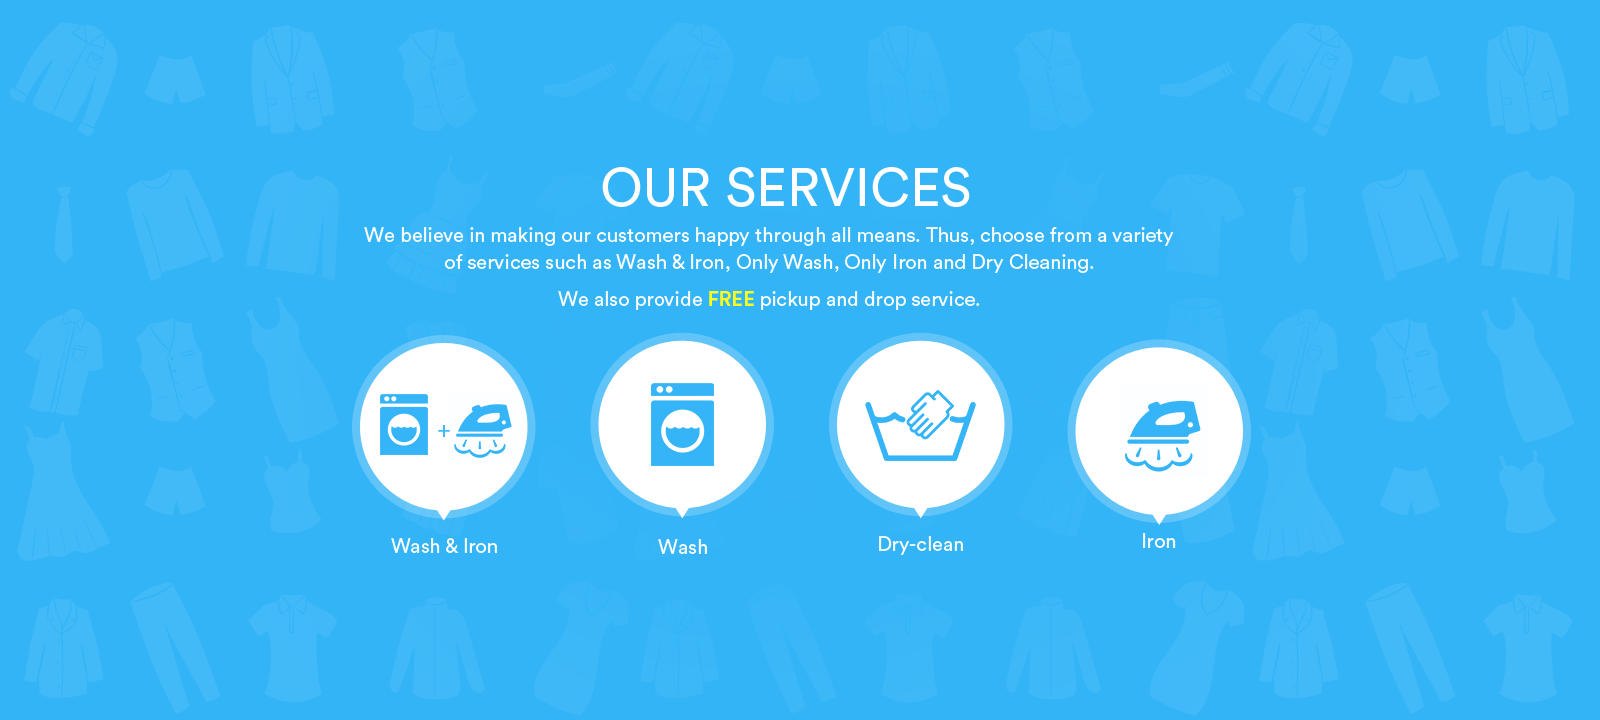 OUR SERVICES
We believe in making our customers happy through all means. Thus, choose from a variety
of services such as Wash & Iron, Only Wash, Only Iron and Dry Cleaning.
We also provide FREE pickup and drop service.
+
Wash & Iron
Wash
Dry-clean
Iron